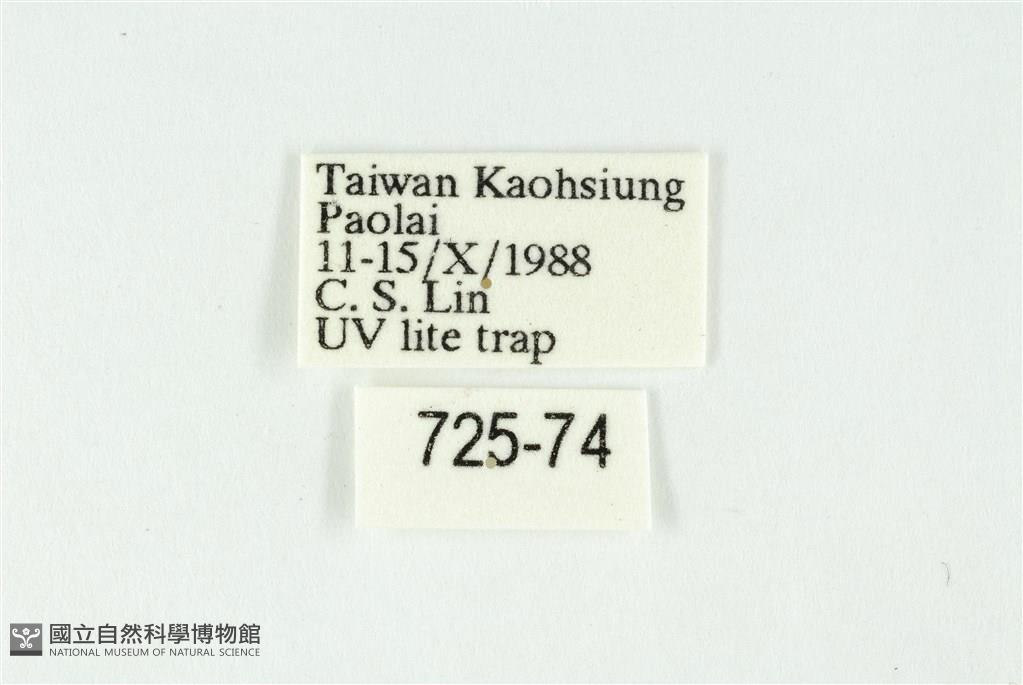 Taiwan Kaohsiung
Paolai
11-15/X/1988
C. S. Lin
UV lite trap
725-74
國立自然科學博物館
NATIONAL MUSEUM OF NATURAL SCIENCE